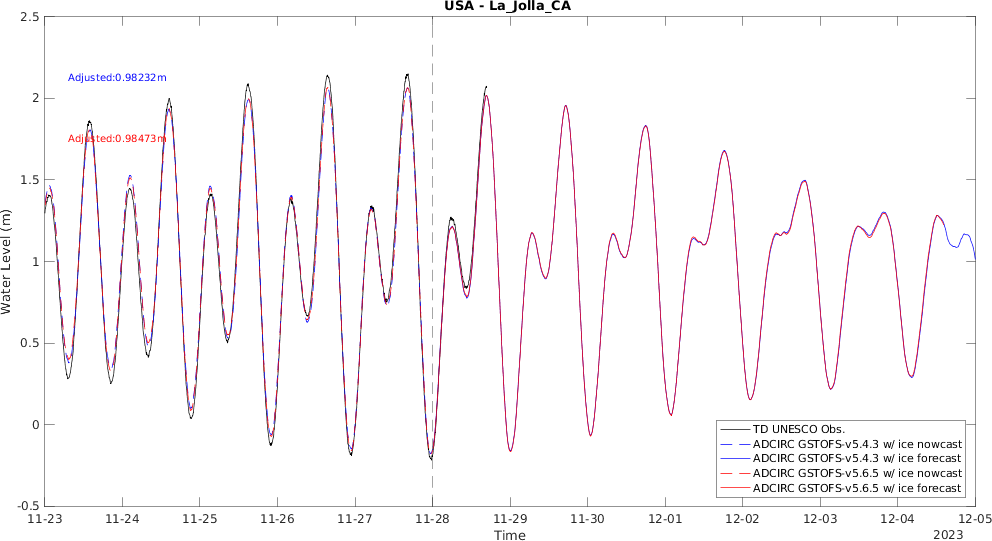 USA - La_Jolla_CA
2.5
Adjusted:0.98232m
2
Adjusted:0.98473m
1.5
Water Level (m)
1
0.5
0
-0.5
TD UNESCO Obs.
ADCIRC GSTOFS-v5.4.3 w/ ice nowcast
ADCIRC GSTOFS-v5.4.3 w/ ice forecast
ADCIRC GSTOFS-v5.6.5 w/ ice nowcast
ADCIRC GSTOFS-v5.6.5 w/ ice forecast
11-23 11-24 11-25 11-26 11-27 11-28 11-29 11-30 12-01 12-02 12-03 12-04 12-05
Time
2023